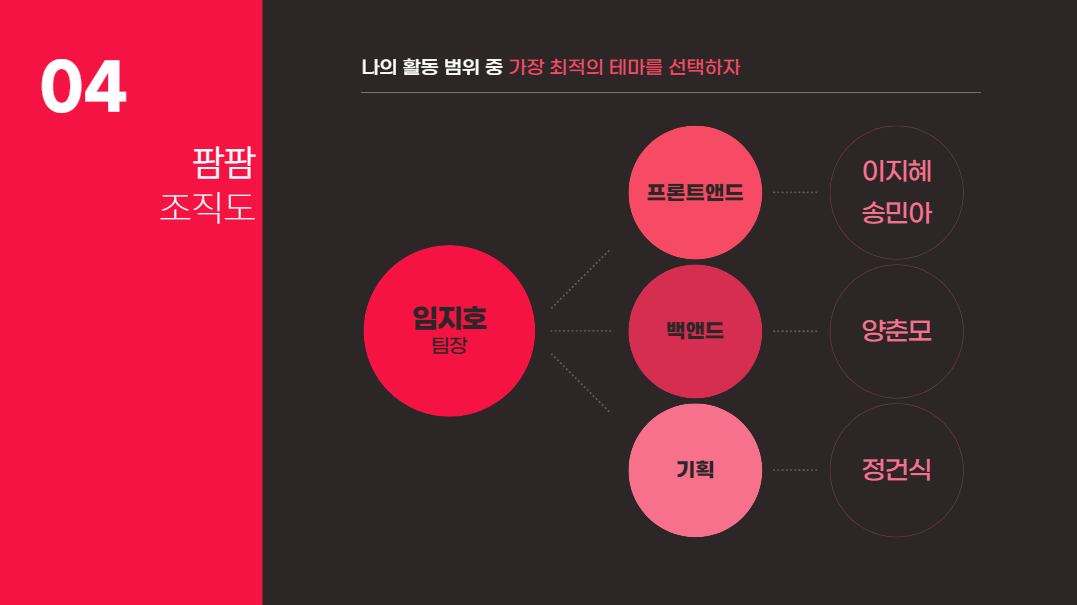 04
팜팜
조직도
나의 활동 범위 중 가장 최적의 테마를 선택하자
임지호
팀장
프론트앤드
이지혜
송민아
백앤드
양춘모
기획
정건식